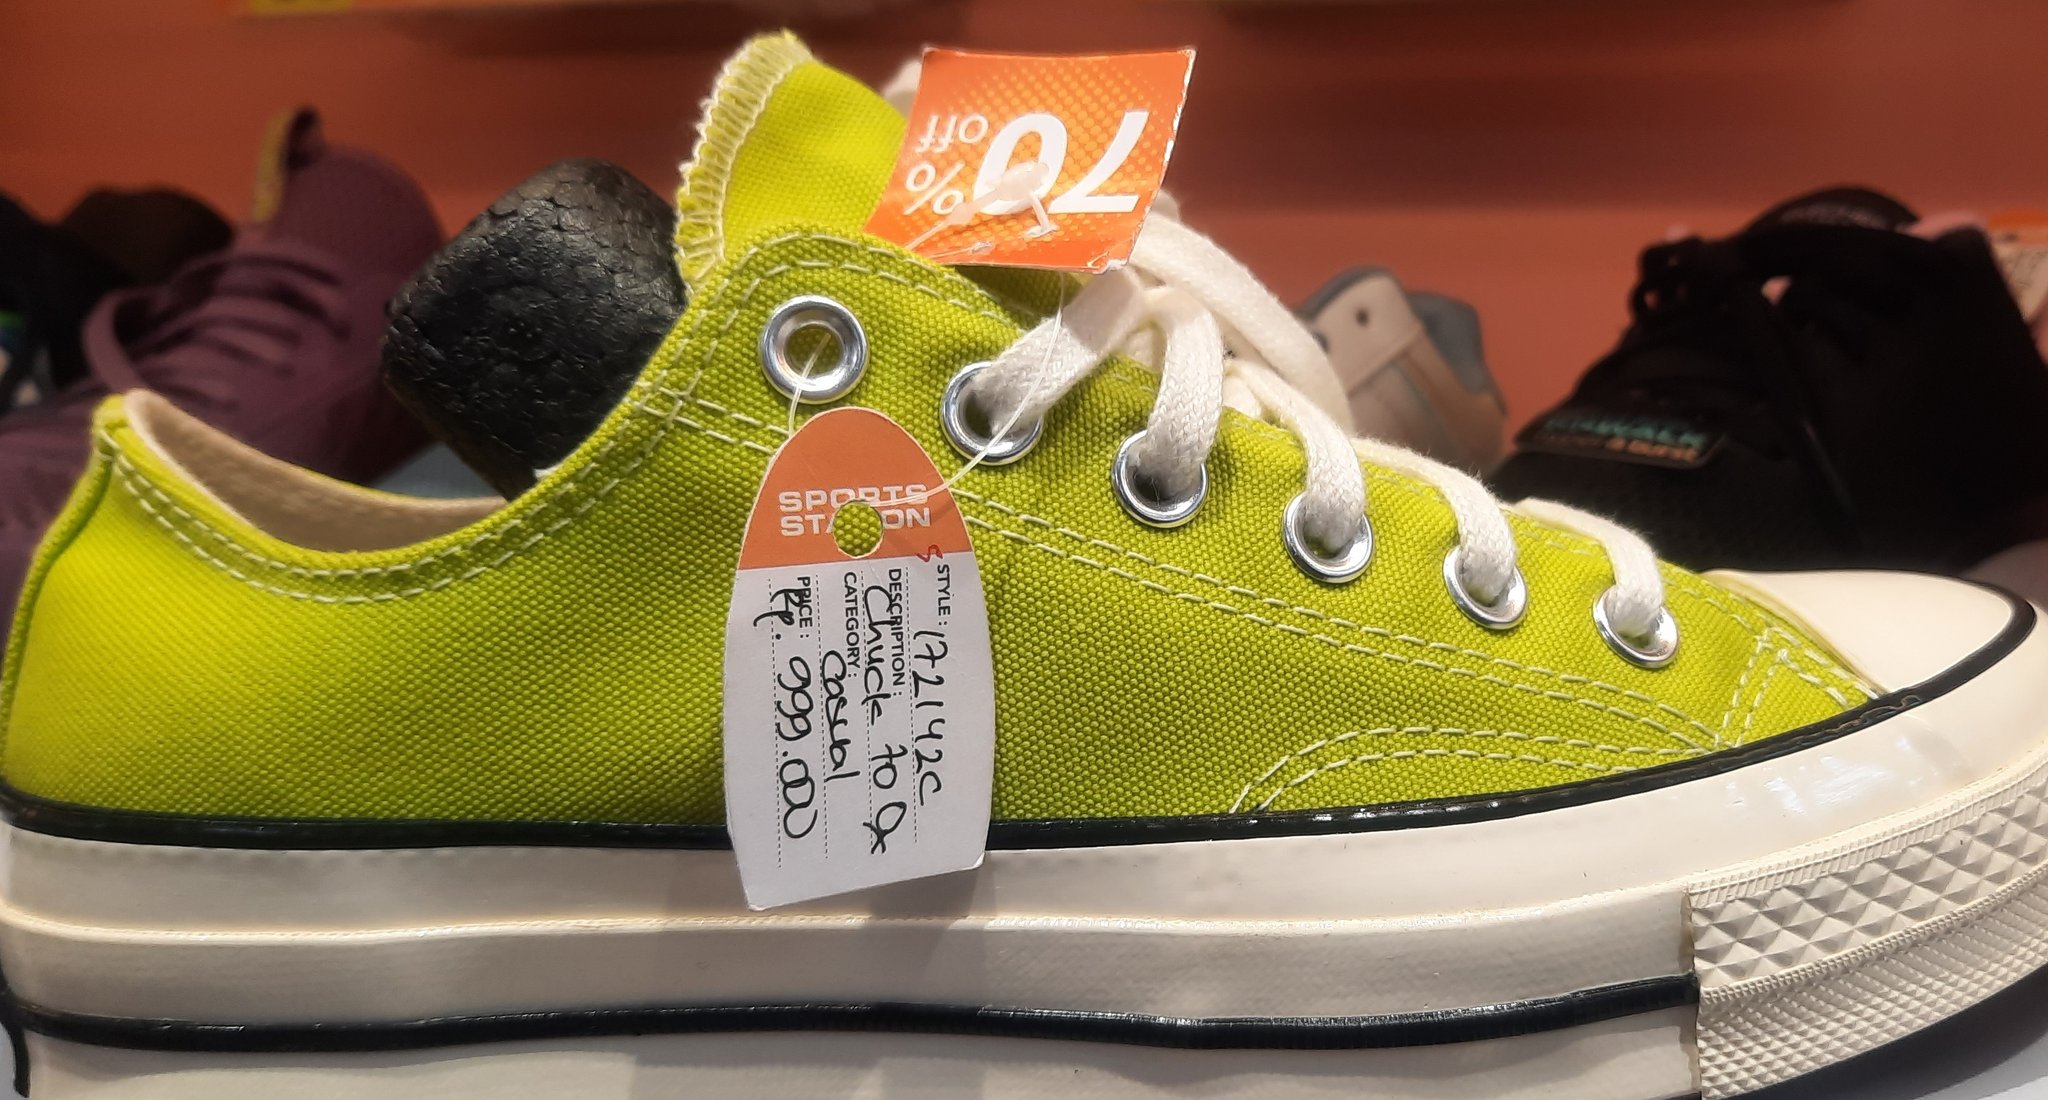 70%
off
SPORTS
STATION
S
STYLE: 172142C
DESCRIPTION:
Chuck 70 Ox
CATEGORY:
Casual
PRICE:
Rp. 999.000